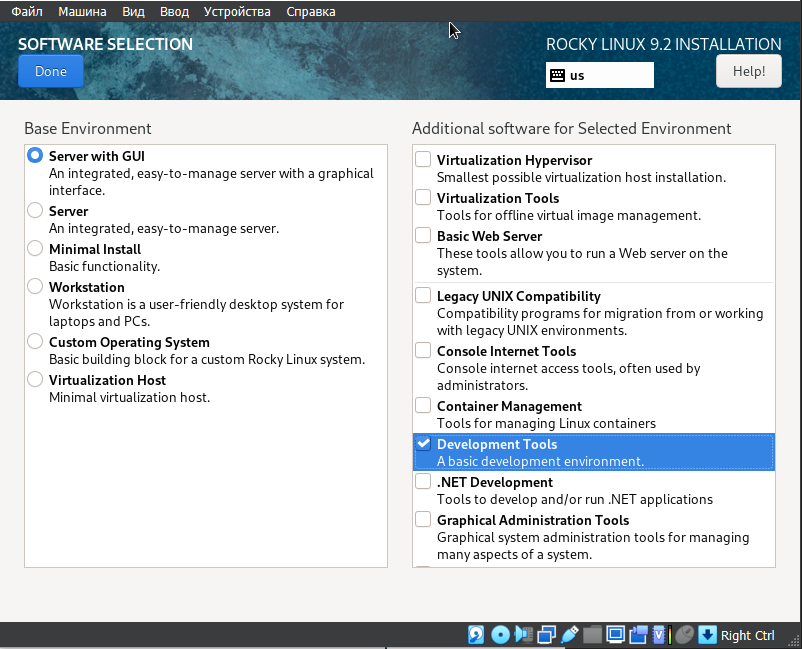 Файл Машина Вид Ввод Устройства Справка
SOFTWARE SELECTION
ROCKY LINUX 9.2 INSTALLATION
Done
us
Help!
Base Environment
Server with GUI
An integrated, easy-to-manage server with a graphical
interface.
Server
An integrated, easy-to-manage server.
Minimal Install
Basic functionality.
Workstation
Workstation is a user-friendly desktop system for
laptops and PCs.
Custom Operating System
Basic building block for a custom Rocky Linux system.
Virtualization Host
Minimal virtualization host.
Additional software for Selected Environment
Virtualization Hypervisor
Smallest possible virtualization host installation.
Virtualization Tools
Tools for offline virtual image management.
Basic Web Server
These tools allow you to run a Web server on the
system.
Legacy UNIX Compatibility
Compatibility programs for migration from or working
with legacy UNIX environments.
Console Internet Tools
Console internet access tools, often used by
administrators.
Container Management
Tools for managing Linux containers
Development Tools
A basic development environment.
.NET Development
Tools to develop and/or run .NET applications
Graphical Administration Tools
Graphical system administration tools for managing
many aspects of a system.
Right Ctrl